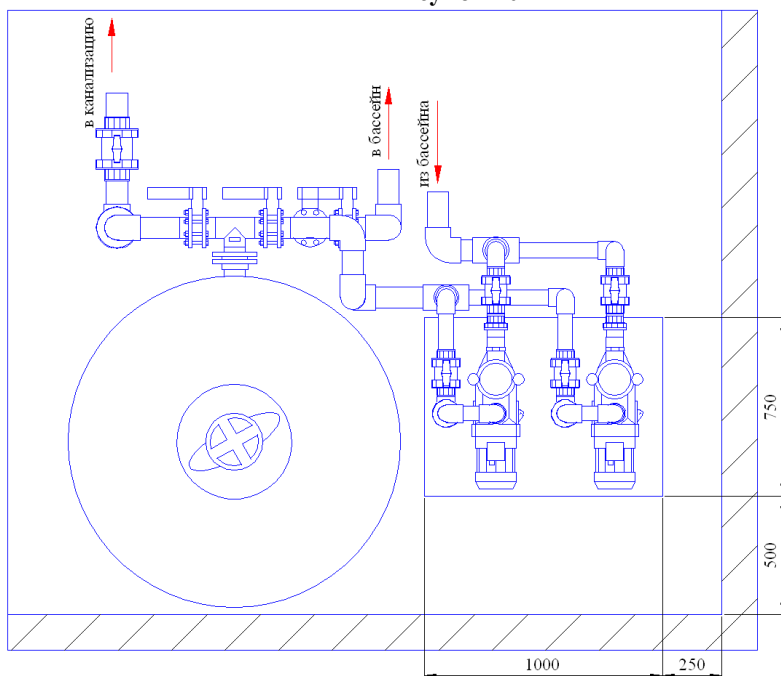 в канализацию
в бассейн
из бассейна
750
500
1000
250